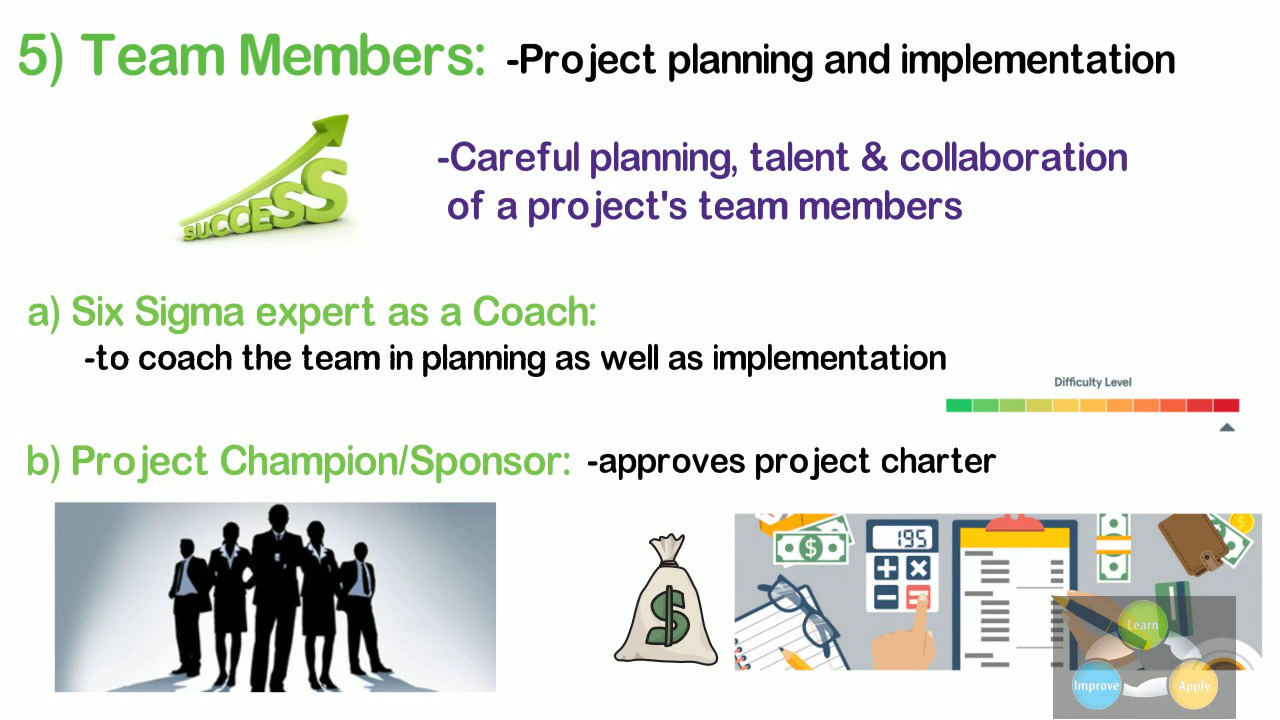 5) Team Members: -Project planning and implementation
SUCCESS
-Careful planning, talent & collaboration
of a project's team members
a) Six Sigma expert as a Coach:
-to coach the team in planning as well as implementation
Difficulty Level
b) Project Champion/Sponsor: -approves project charter
195
$
$
$
$
Learn
Improve
Apply